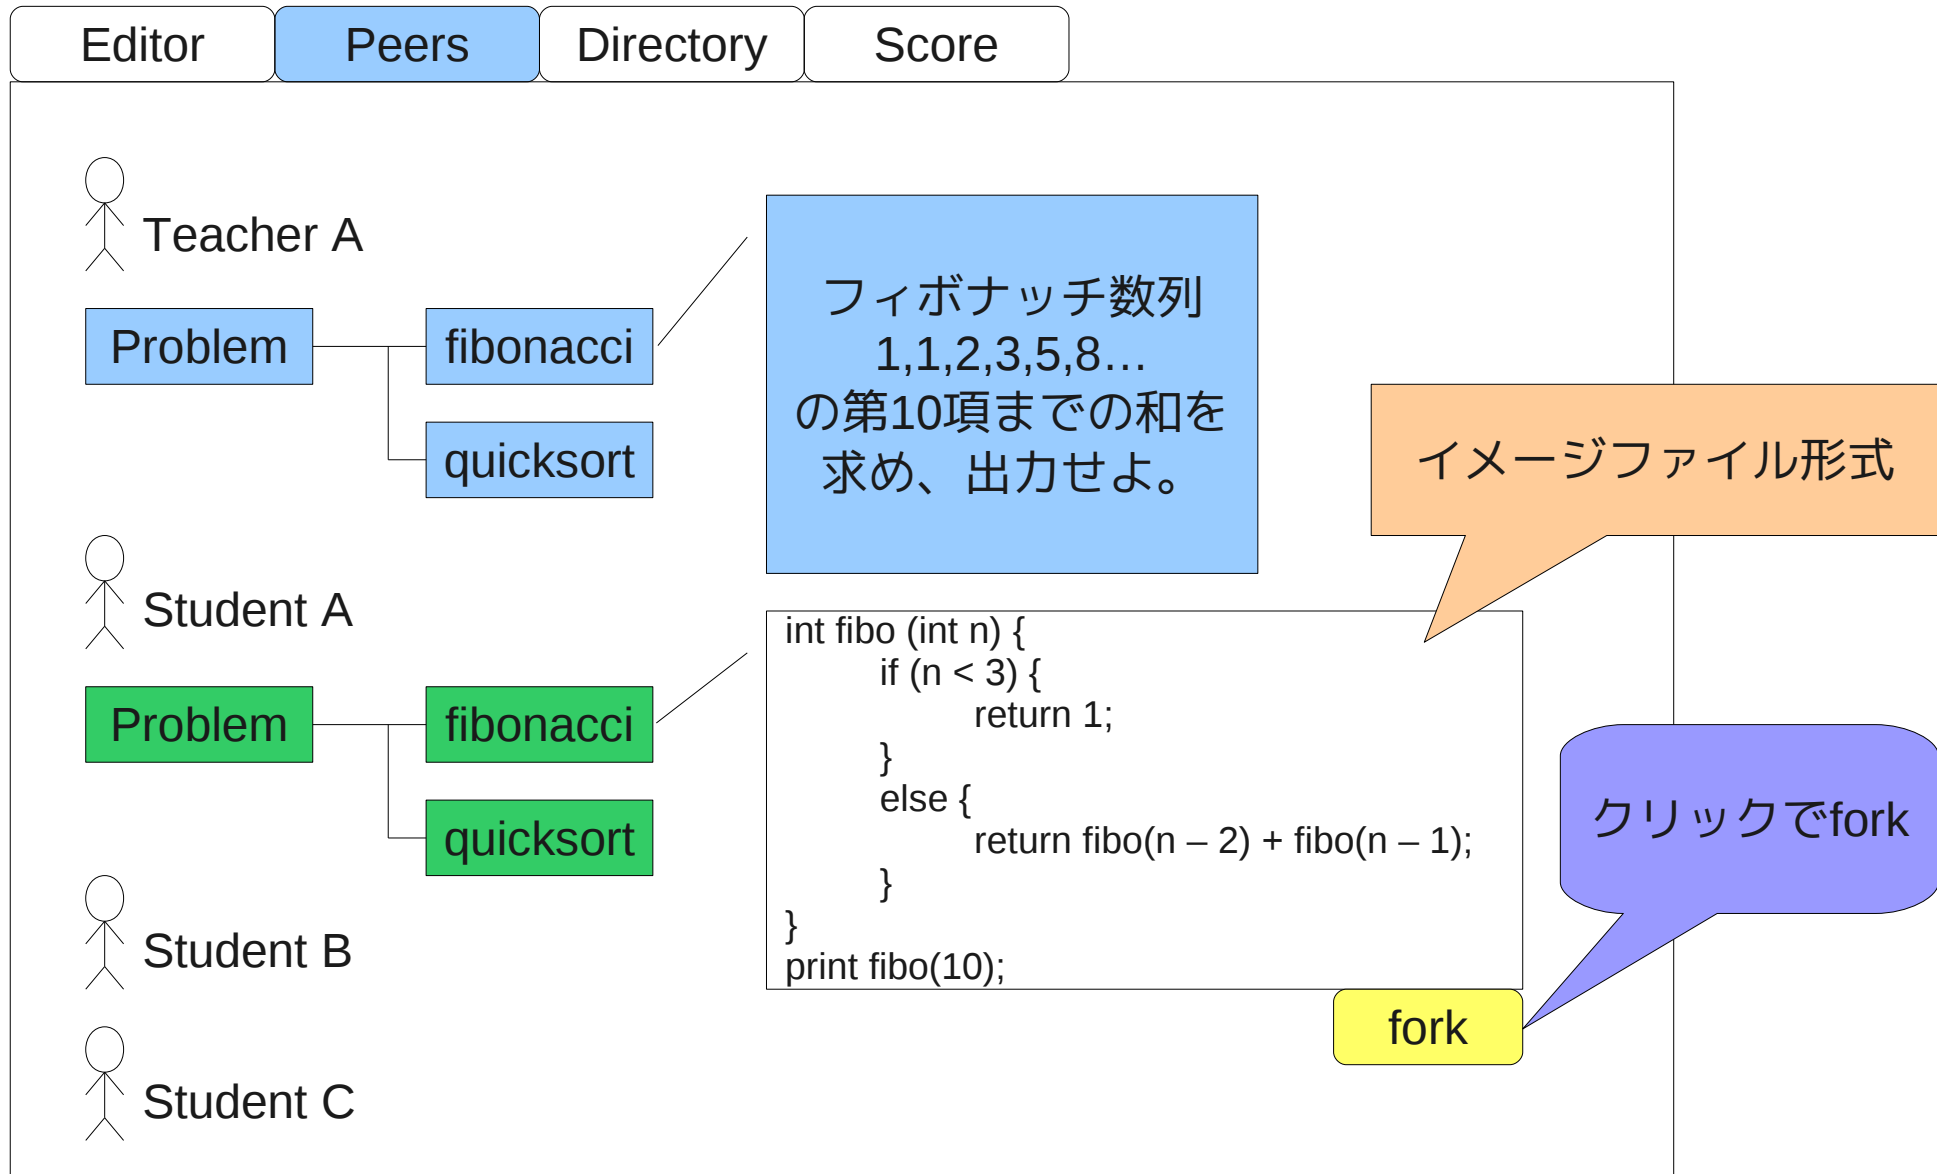 Editor
Peers
Directory
Score
Teacher A
Problem
fibonacci
quicksort
フィボナッチ数列
1,1,2,3,5,8…
の第10項までの和を
求め、出力せよ。
イメージファイル形式
Student A
Problem
fibonacci
quicksort
int fibo (int n) {
if (n < 3) {
return 1;
}
else {
return fibo(n – 2) + fibo(n – 1);
}
}
print fibo(10);
クリックでfork
fork
Student B
Student C